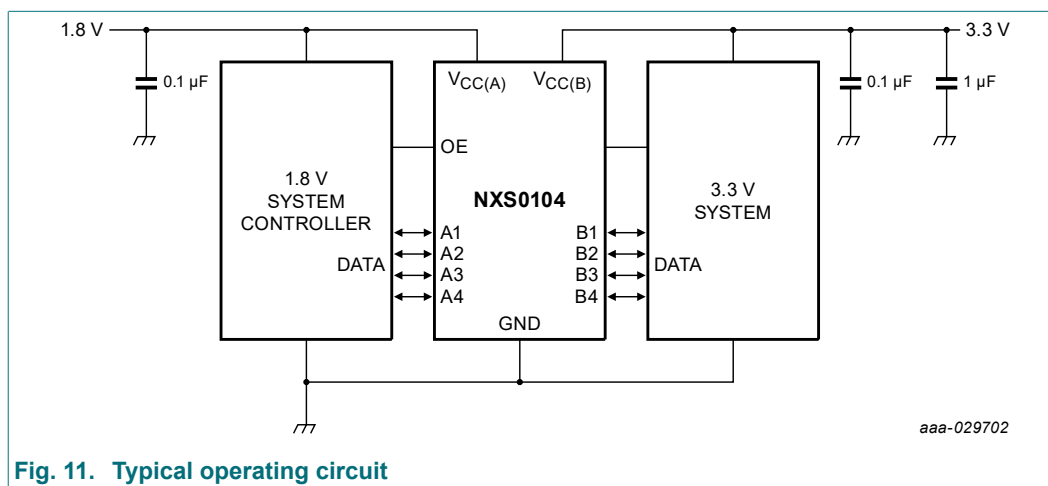 1.8 V
3.3 V
0.1 µF
VCC(A)
VCC(B)
0.1 µF
1 µF
OE
1.8 V
SYSTEM
CONTROLLER
NXS0104
3.3 V
SYSTEM
DATA
A1
A2
A3
A4
B1
B2
B3
B4
DATA
GND
aaa-029702
Fig. 11. Typical operating circuit